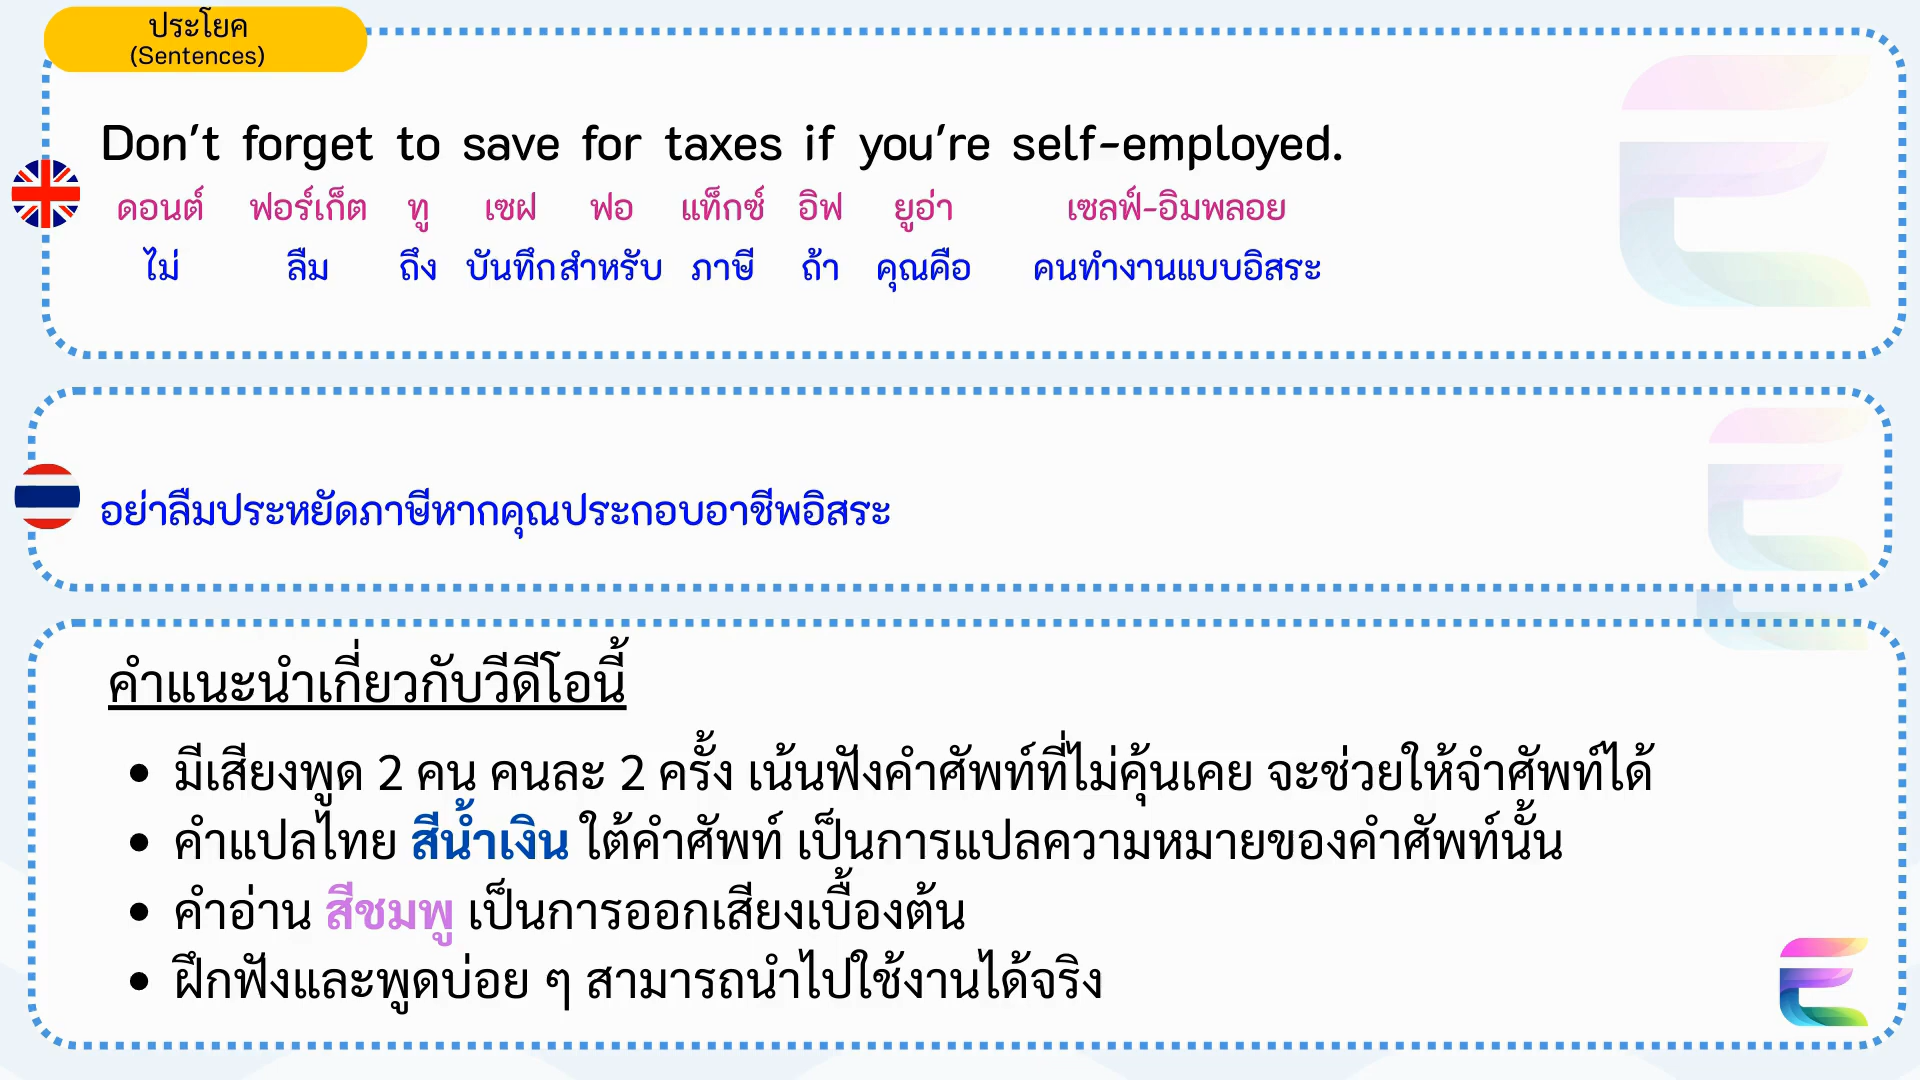 ประโยค
(Sentences)
Don’t forget to save for taxes if you’re self-employed.
ดอนต์ ฟอร์เก็ต ทู เซฝ ฟอ แท็กซ์ อิฟ ยูอ่า เซลฟ์-อิมพลอย
ไม่ ลืม ถึง บันทึก สำหรับ ภาษี ถ้า คุณคือ คนทำงานแบบอิสระ
อย่าลืมประหยัดภาษีหากคุณประกอบอาชีพอิสระ
คำแนะนำเกี่ยวกับวีดีโอนี้
• มีเสียงพูด 2 คน คนละ 2 ครั้ง เน้นฟังคำศัพท์ที่ไม่คุ้นเคย จะช่วยให้จำศัพท์ได้
• คำแปลไทย สีน้ำเงิน ใต้คำศัพท์ เป็นการแปลความหมายของคำศัพท์นั้น
• คำอ่าน สีชมพู เป็นการออกเสียงเบื้องต้น
• ฝึกฟังและพูดบ่อย ๆ สามารถนำไปใช้งานได้จริง